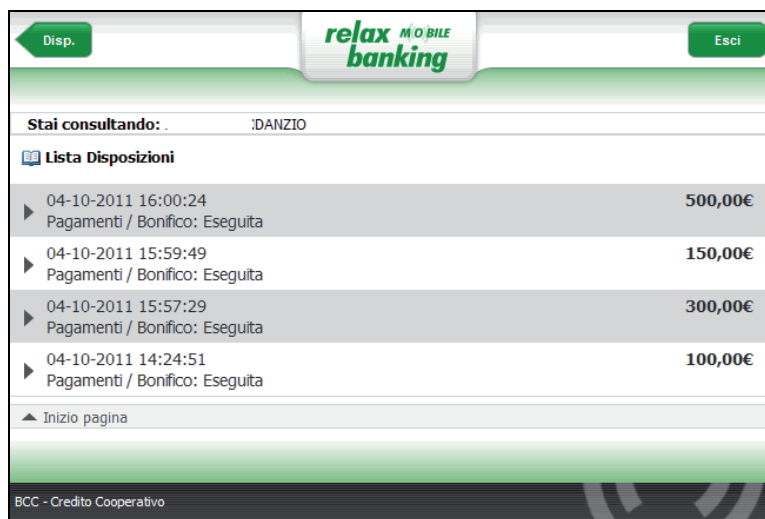 Disp.
relax MOBILE
banking
Esci
Stai consultando: . DANZIO
Lista Disposizioni
04-10-2011 16:00:24 500,00€
Pagamenti / Bonifico: Eseguita
04-10-2011 15:59:49 150,00€
Pagamenti / Bonifico: Eseguita
04-10-2011 15:57:29 300,00€
Pagamenti / Bonifico: Eseguita
04-10-2011 14:24:51 100,00€
Pagamenti / Bonifico: Eseguita
Inizio pagina
BCC - Credito Cooperativo